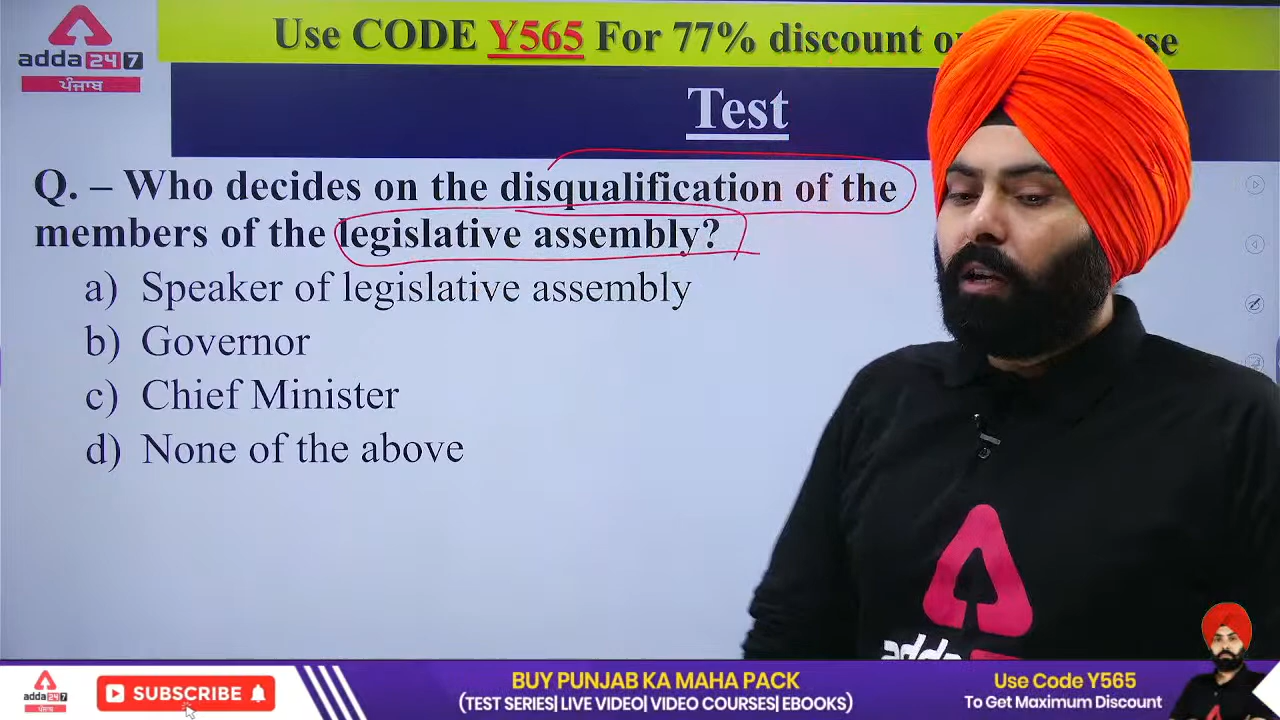 Use CODE Y565 For 77% discount
adda 247
ਪੰਜਾਬ
Test
Q. – Who decides on the disqualification of the
members of the legislative assembly?
a) Speaker of legislative assembly
b) Governor
c) Chief Minister
d) None of the above
adda
adda 247
SUBSCRIBE
BUY PUNJAB KA MAHA PACK
(TEST SERIES| LIVE VIDEO| VIDEO COURSES| EBOOKS)
Use Code Y565
To Get Maximum Discount